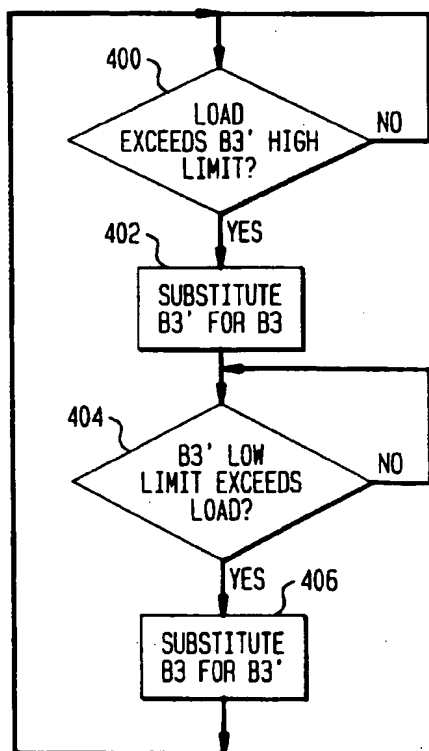 400
LOAD
EXCEEDS B3' HIGH
LIMIT?
NO
YES
402
SUBSTITUTE
B3' FOR B3
404
B3' LOW
LIMIT EXCEEDS
LOAD?
NO
YES
406
SUBSTITUTE
B3 FOR B3'